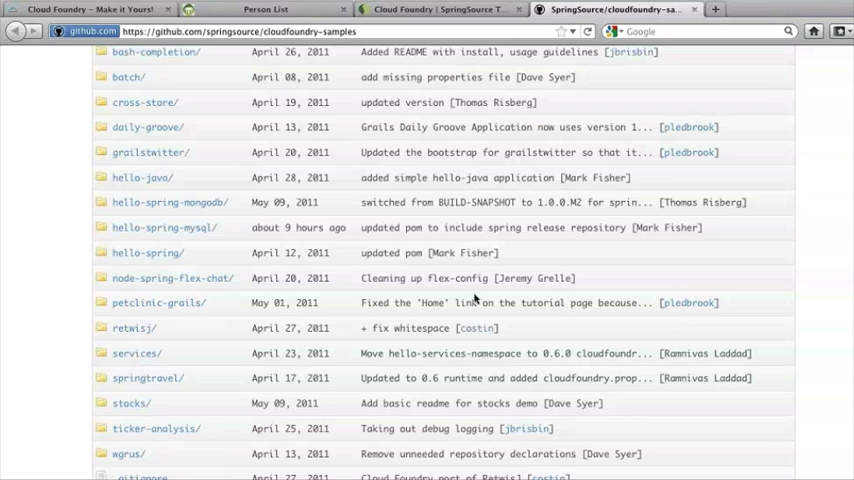 Cloud Foundry – Make it Yours!
Person List
Cloud Foundry | SpringSource T...
SpringSource/cloudfoundry-sa...
github.com https://github.com/springsource/cloudfoundry-samples
Google
bash-completion/ April 26, 2011 Added README with install, usage guidelines [jbrisbin]
batch/ April 08, 2011 add missing properties file [Dave Syer]
cross-store/ April 19, 2011 updated version [Thomas Risberg]
daily-groove/ April 13, 2011 Grails Daily Groove Application now uses version 1... [pledbrook]
grailstwitter/ April 20, 2011 Updated the bootstrap for grailstwitter so that it... [pledbrook]
hello-java/ April 28, 2011 added simple hello-java application [Mark Fisher]
hello-spring-mongodb/ May 09, 2011 switched from BUILD-SNAPSHOT to 1.0.0.M2 for sprin... [Thomas Risberg]
hello-spring-mysql/ about 9 hours ago updated pom to include spring release repository [Mark Fisher]
hello-spring/ April 12, 2011 updated pom [Mark Fisher]
node-spring-flex-chat/ April 20, 2011 Cleaning up flex-config [Jeremy Grelle]
petclinic-grails/ May 01, 2011 Fixed the 'Home' link on the tutorial page because... [pledbrook]
retwisj/ April 27, 2011 + fix whitespace [costin]
services/ April 23, 2011 Move hello-services-namespace to 0.6.0 cloudfoundr... [Ramnivas Laddad]
springtravel/ April 17, 2011 Updated to 0.6 runtime and added cloudfoundry.prop... [Ramnivas Laddad]
stocks/ May 09, 2011 Add basic readme for stocks demo [Dave Syer]
ticker-analysis/ April 25, 2011 Taking out debug logging [jbrisbin]
wgrus/ April 13, 2011 Remove unneeded repository declarations [Dave Syer]
.gitignore April 27, 2011 Cloud Foundry port of Retwisj [costin]